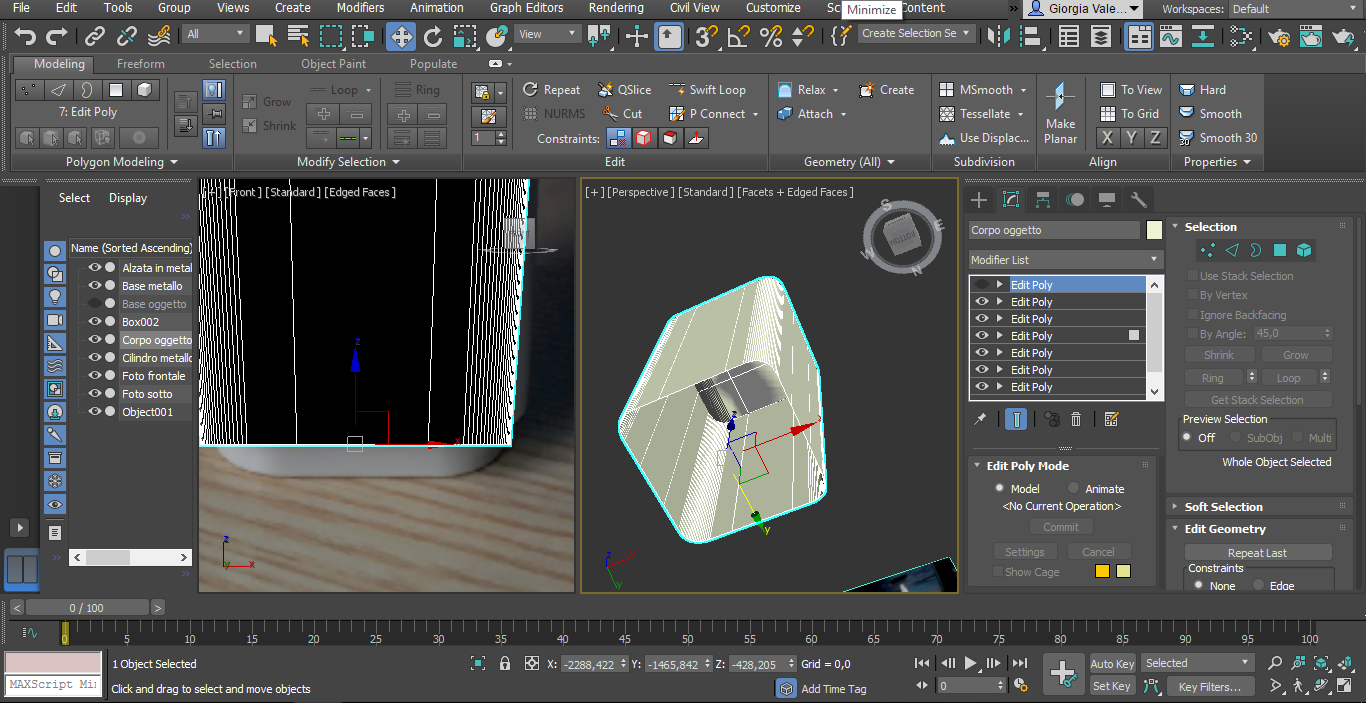 File Edit Tools Group Views Create Modifiers Animation Graph Editors Rendering Civil View Customize Sc Content » Giorgia Vale... Workspaces: Default
Minimize
All View Create Selection Se
Modeling Freeform Selection Object Paint Populate
Loop Ring Repeat QSlice Swift Loop Relax Create MSmooth To View Hard
7: Edit Poly Grow NURMS Cut P Connect Attach Tessellate Make Planar To Grid Smooth
Shrink 1 Constraints: Use Displac... X Y Z Smooth 30
Polygon Modeling Modify Selection Edit Geometry (All) Subdivision Align Properties
Select Display
[Front ] [Standard ] [Edged Faces ]
[+] [Perspective ] [Standard ] [Facets + Edged Faces ]
S E N W BOTTOM
Name (Sorted Ascending)
Alzata in metal
Base metallo
Base oggetto
Box002
Corpo oggetto
Cilindro metallo
Foto frontale
Foto sotto
Object001
z x
z x y
z y
Corpo oggetto
Modifier List
Edit Poly
Edit Poly
Edit Poly
Edit Poly
Edit Poly
Edit Poly
Edit Poly
Edit Poly Mode
Model Animate
<No Current Operation>
Commit
Settings Cancel
Show Cage
Selection
Use Stack Selection
By Vertex
Ignore Backfacing
By Angle: 45,0
Shrink Grow
Ring Loop
Get Stack Selection
Preview Selection
Off SubObj Multi
Whole Object Selected
Soft Selection
Edit Geometry
Repeat Last
Constraints
None Edge
< 0 / 100 >
0 5 10 15 20 25 30 35 40 45 50 55 60 65 70 75 80 85 90 95 100
1 Object Selected X: -2288,422 Y: -1465,842 Z: -428,205 Grid = 0,0 Auto Key Selected
MAXScript Mi
Click and drag to select and move objects Add Time Tag 0 Set Key Key Filters...